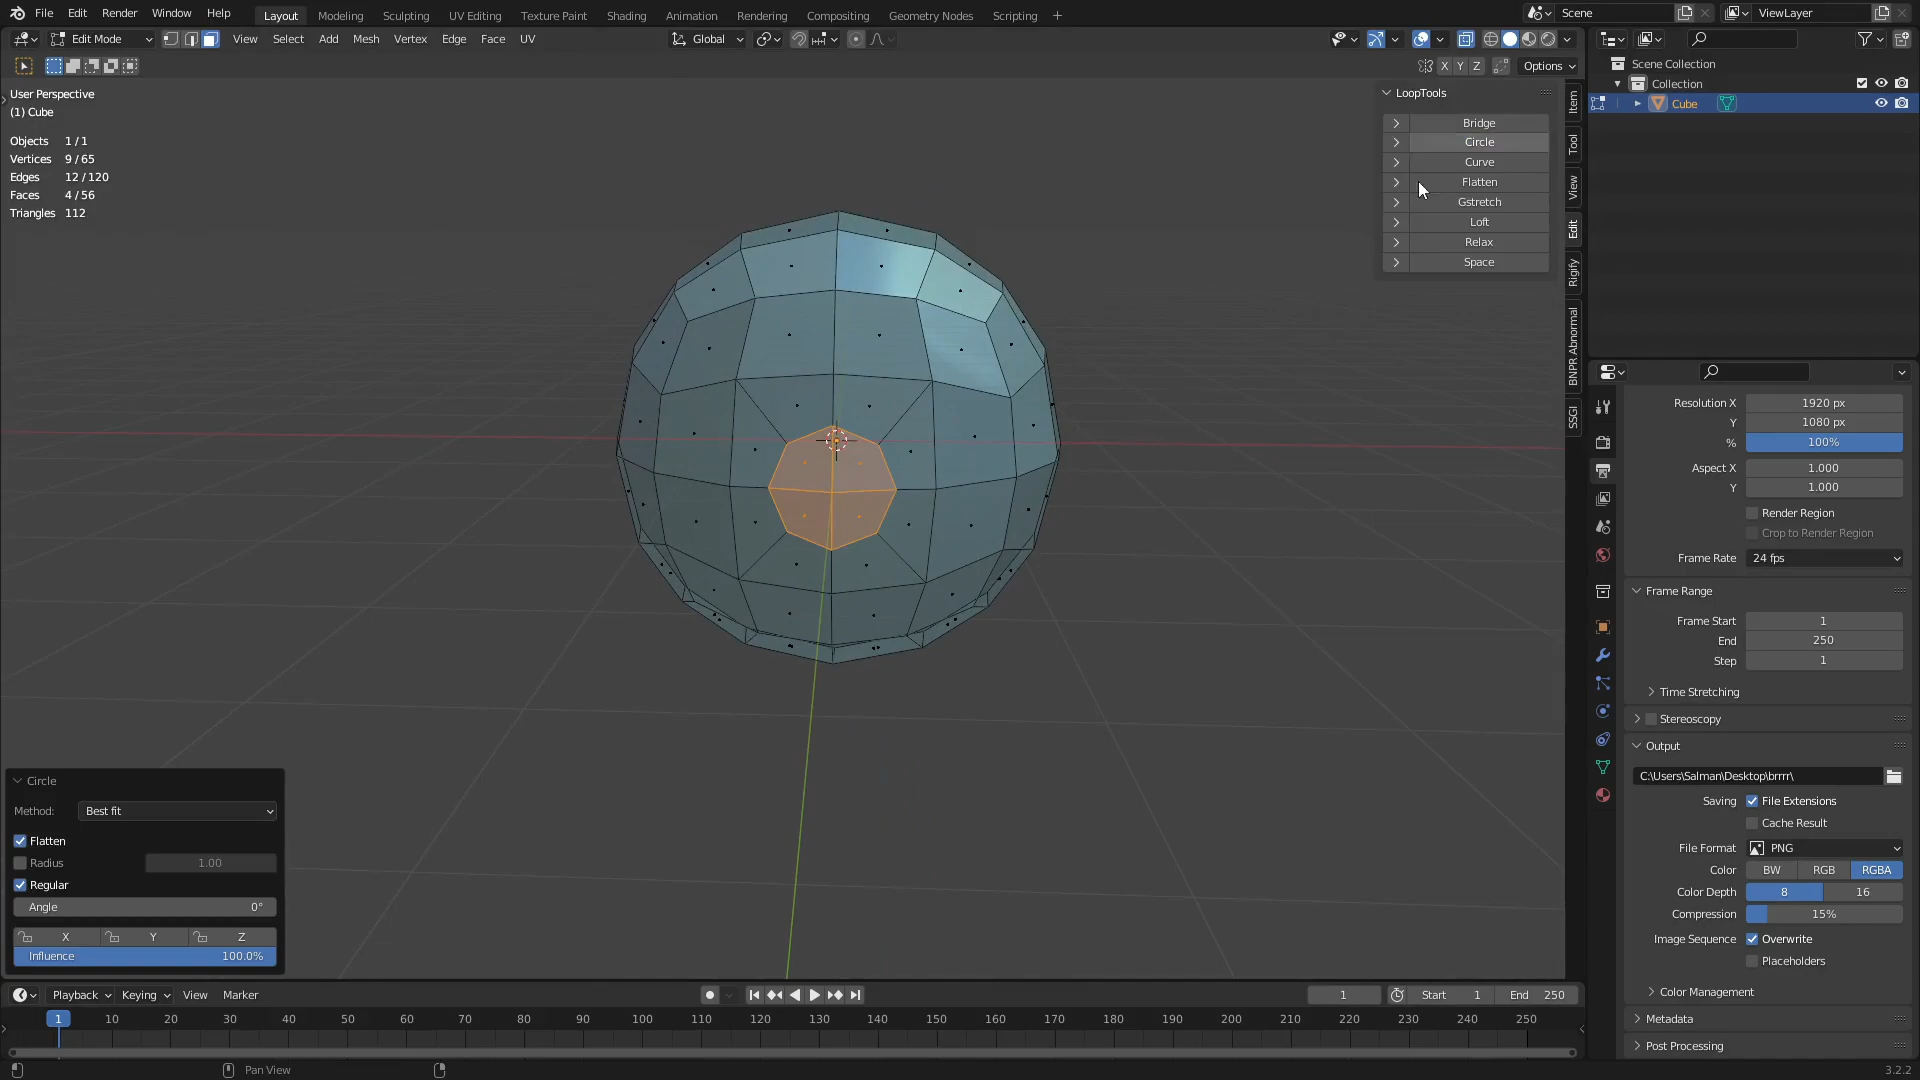 File Edit Render Window Help Layout Modeling Sculpting UV Editing Texture Paint Shading Animation Rendering Compositing Geometry Nodes Scripting + Scene ViewLayer
Edit Mode View Select Add Mesh Vertex Edge Face UV Global
X Y Z Options
Scene Collection
Collection
Cube
User Perspective
(1) Cube
Objects 1 / 1
Vertices 9 / 65
Edges 12 / 120
Faces 4 / 56
Triangles 112
LoopTools
Bridge
Circle
Curve
Flatten
Gstretch
Loft
Relax
Space
Item
Tool
View
Edit
Rigify
BNPR Abnormal
SSGI
Resolution X 1920 px
Y 1080 px
% 100%
Aspect X 1.000
Y 1.000
Render Region
Crop to Render Region
Frame Rate 24 fps
Frame Range
Frame Start 1
End 250
Step 1
Time Stretching
Stereoscopy
Output
C:\Users\Salman\Desktop\brrrr\
Saving File Extensions
Cache Result
File Format PNG
Color BW RGB RGBA
Color Depth 8 16
Compression 15%
Image Sequence Overwrite
Placeholders
Color Management
Metadata
Post Processing
Circle
Method: Best fit
Flatten
Radius 1.00
Regular
Angle 0°
X Y Z
Influence 100.0%
Playback Keying View Marker 1 Start 1 End 250
1 10 20 30 40 50 60 70 80 90 100 110 120 130 140 150 160 170 180 190 200 210 220 230 240 250
Pan View 3.2.2